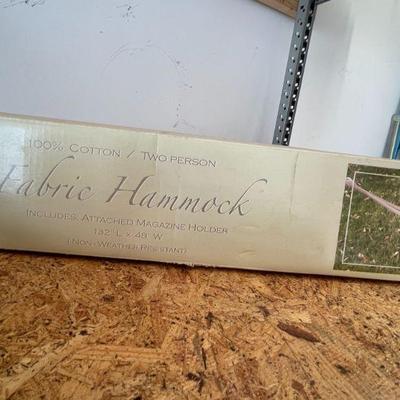 100% Cotton / Two Person
Fabric Hammock
Includes: Attached Magazine Holder
132" L x 48" W
(Non-Weather Resistant)